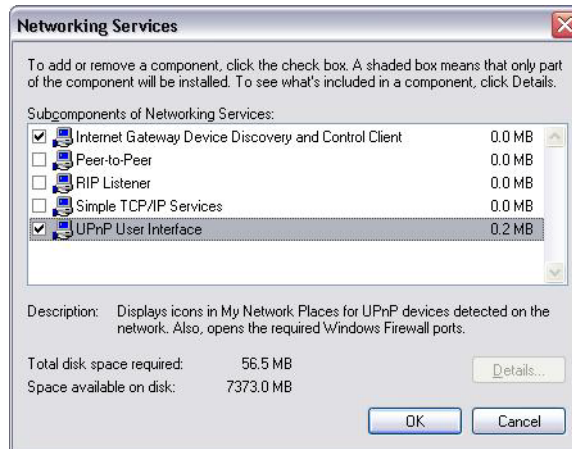 Networking Services
To add or remove a component, click the check box. A shaded box means that only part
of the component will be installed. To see what's included in a component, click Details.
Subcomponents of Networking Services:
Internet Gateway Device Discovery and Control Client 0.0 MB
Peer-to-Peer 0.0 MB
RIP Listener 0.0 MB
Simple TCP/IP Services 0.0 MB
UPnP User Interface 0.2 MB
Description: Displays icons in My Network Places for UPnP devices detected on the
network. Also, opens the required Windows Firewall ports.
Total disk space required: 56.5 MB
Space available on disk: 7373.0 MB
Details...
OK Cancel